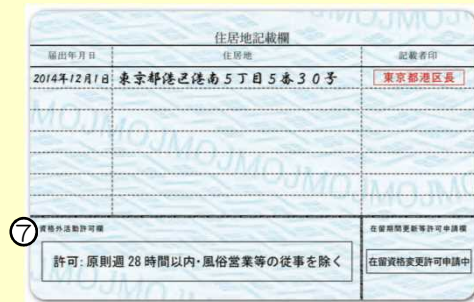 住居地記載欄
届出年月日 住居地 記載者印
2014年12月1日 東京都港区港南5丁目5番30号 東京都港区長
MOJMOJMOJMOJ
⑦
資格外活動許可欄 在留期間更新等許可申請欄
許可:原則週28時間以内・風俗営業等の従事を除く 在留資格変更許可申請中